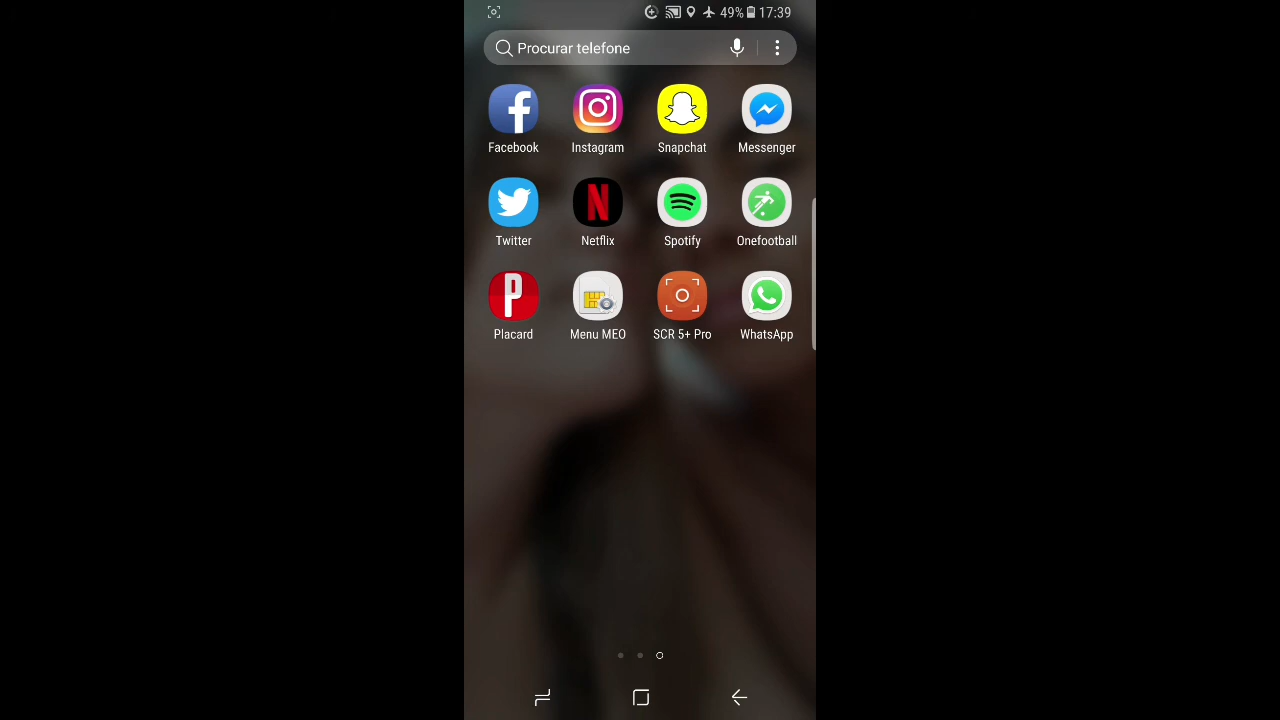 49% 17:39
Procurar telefone
Facebook Instagram Snapchat Messenger
Twitter Netflix Spotify Onefootball
Placard Menu MEO SCR 5+ Pro WhatsApp